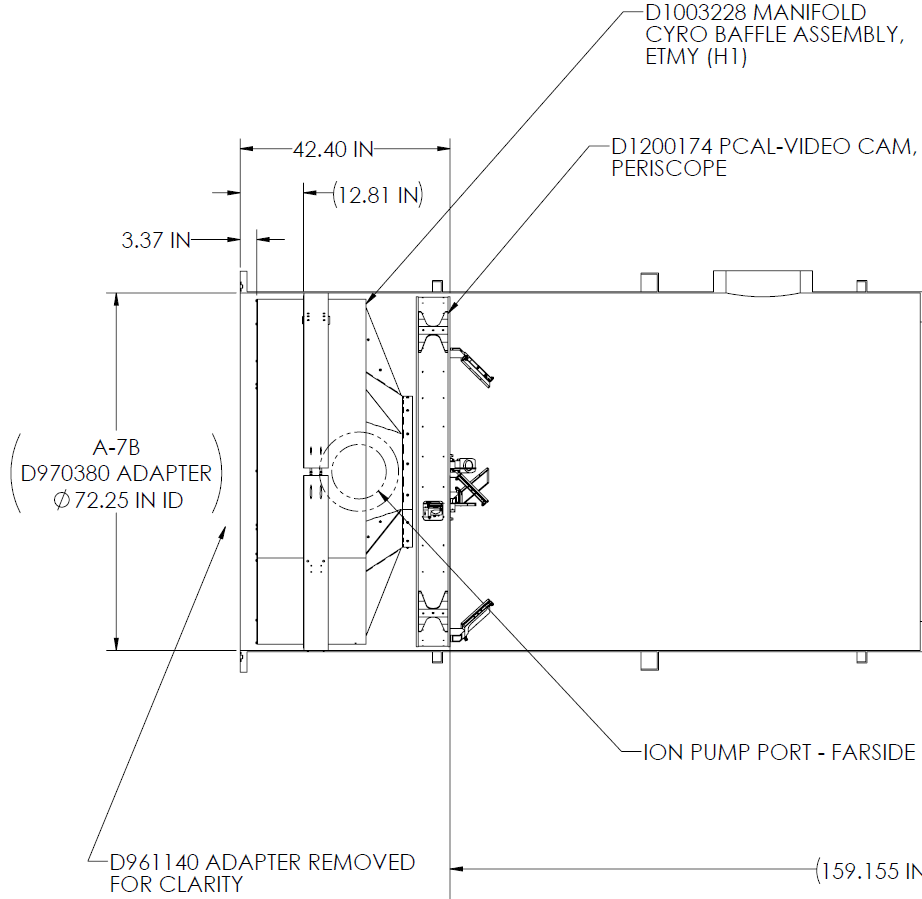 D1003228 MANIFOLD
CYRO BAFFLE ASSEMBLY,
ETMY (H1)
42.40 IN
D1200174 PCAL-VIDEO CAM,
PERISCOPE
(12.81 IN)
3.37 IN
A-7B
D970380 ADAPTER
∅ 72.25 IN ID
ION PUMP PORT - FARSIDE
D961140 ADAPTER REMOVED
FOR CLARITY
(159.155 IN